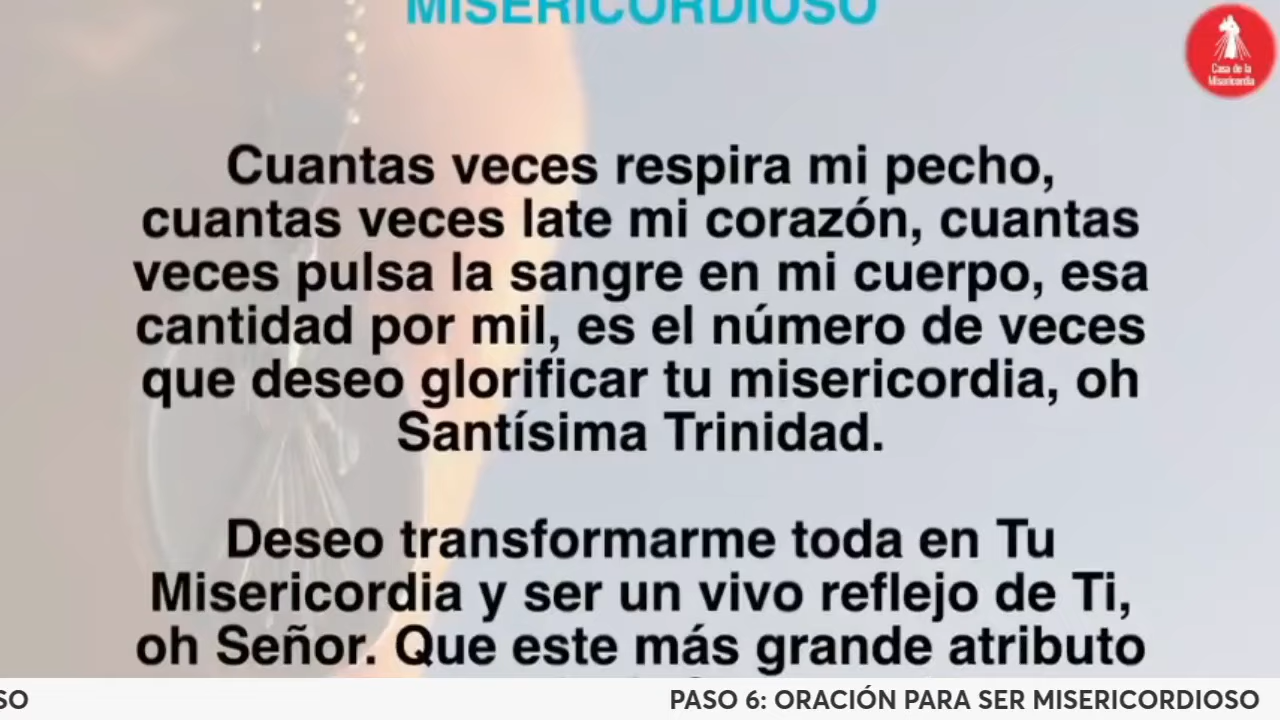 MISERICORDIOSO
Casa de la
Misericordia
Cuantas veces respira mi pecho,
cuantas veces late mi corazón, cuantas
veces pulsa la sangre en mi cuerpo, esa
cantidad por mil, es el número de veces
que deseo glorificar tu misericordia, oh
Santísima Trinidad.
Deseo transformarme toda en Tu
Misericordia y ser un vivo reflejo de Ti,
oh Señor. Que este más grande atributo
SO
PASO 6: ORACIÓN PARA SER MISERICORDIOSO